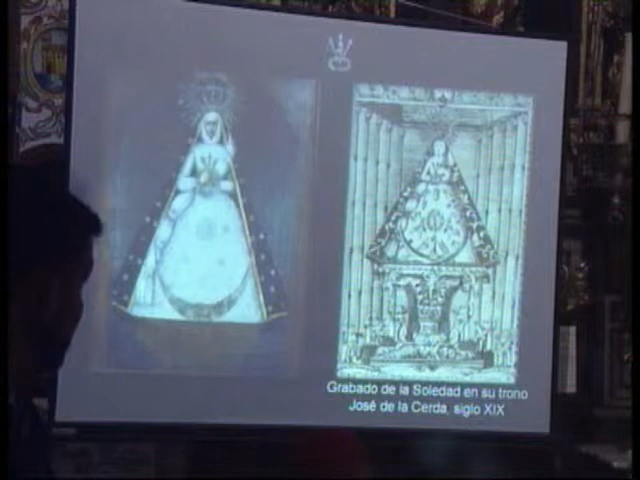 Grabado de la Soledad en su trono
José de la Cerda, siglo XIX